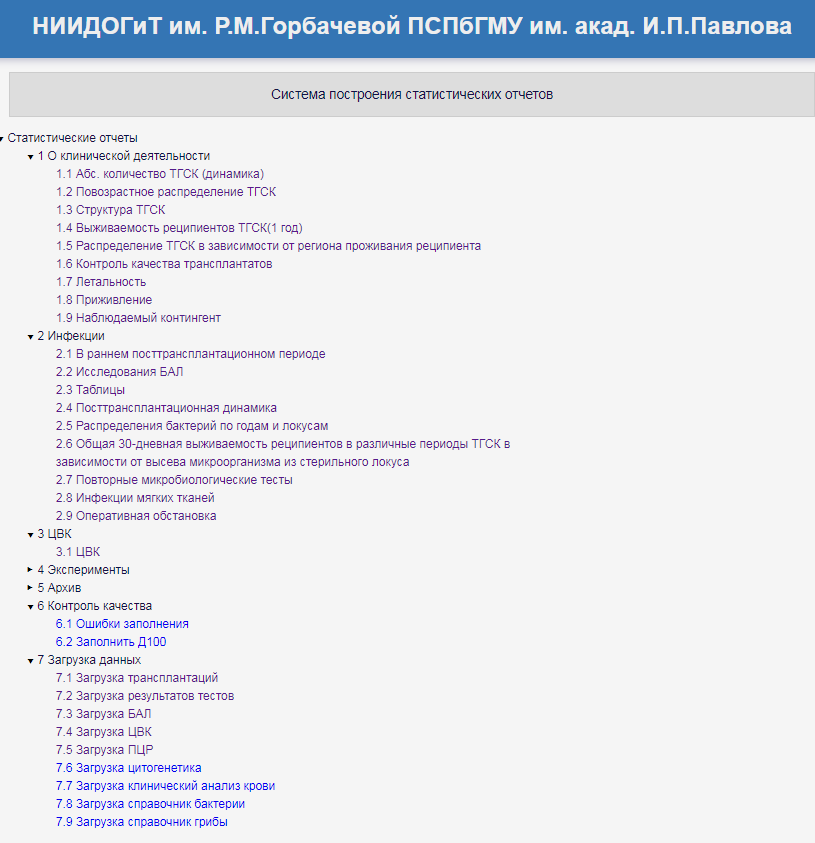 НИИДОГиТ им. Р.М.Горбачевой ПСПбГМУ им. акад. И.П.Павлова
Система построения статистических отчетов
Статистические отчеты
1 О клинической деятельности
1.1 Абс. количество ТГСК (динамика)
1.2 Повозрастное распределение ТГСК
1.3 Структура ТГСК
1.4 Выживаемость реципиентов ТГСК(1 год)
1.5 Распределение ТГСК в зависимости от региона проживания реципиента
1.6 Контроль качества трансплантатов
1.7 Летальность
1.8 Приживление
1.9 Наблюдаемый контингент
2 Инфекции
2.1 В раннем посттрансплантационном периоде
2.2 Исследования БАЛ
2.3 Таблицы
2.4 Посттрансплантационная динамика
2.5 Распределения бактерий по годам и локусам
2.6 Общая 30-дневная выживаемость реципиентов в различные периоды ТГСК в
зависимости от высева микроорганизма из стерильного локуса
2.7 Повторные микробиологические тесты
2.8 Инфекции мягких тканей
2.9 Оперативная обстановка
3 ЦВК
3.1 ЦВК
4 Эксперименты
5 Архив
6 Контроль качества
6.1 Ошибки заполнения
6.2 Заполнить Д100
7 Загрузка данных
7.1 Загрузка трансплантаций
7.2 Загрузка результатов тестов
7.3 Загрузка БАЛ
7.4 Загрузка ЦВК
7.5 Загрузка ПЦР
7.6 Загрузка цитогенетика
7.7 Загрузка клинический анализ крови
7.8 Загрузка справочник бактерии
7.9 Загрузка справочник грибы